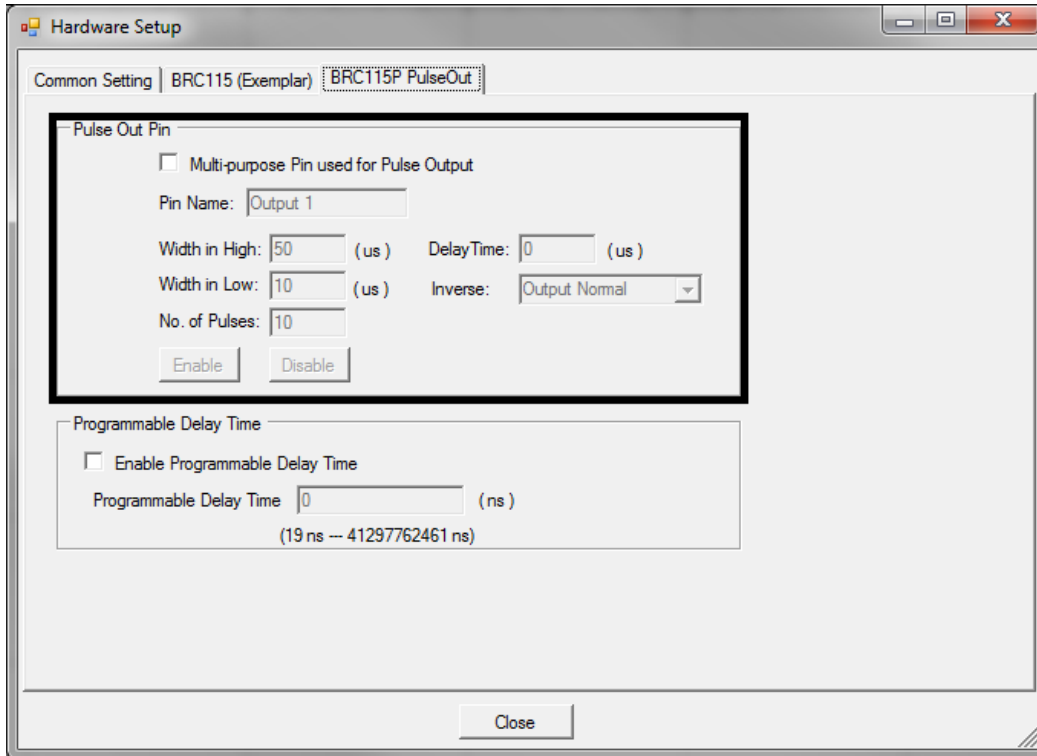 Hardware Setup
Common Setting BRC115 (Exemplar) BRC115P PulseOut
Pulse Out Pin
Multi-purpose Pin used for Pulse Output
Pin Name: Output 1
Width in High: 50 ( us ) DelayTime: 0 ( us )
Width in Low: 10 ( us ) Inverse: Output Normal
No. of Pulses: 10
Enable Disable
Programmable Delay Time
Enable Programmable Delay Time
Programmable Delay Time 0 ( ns )
(19 ns --- 41297762461 ns)
Close